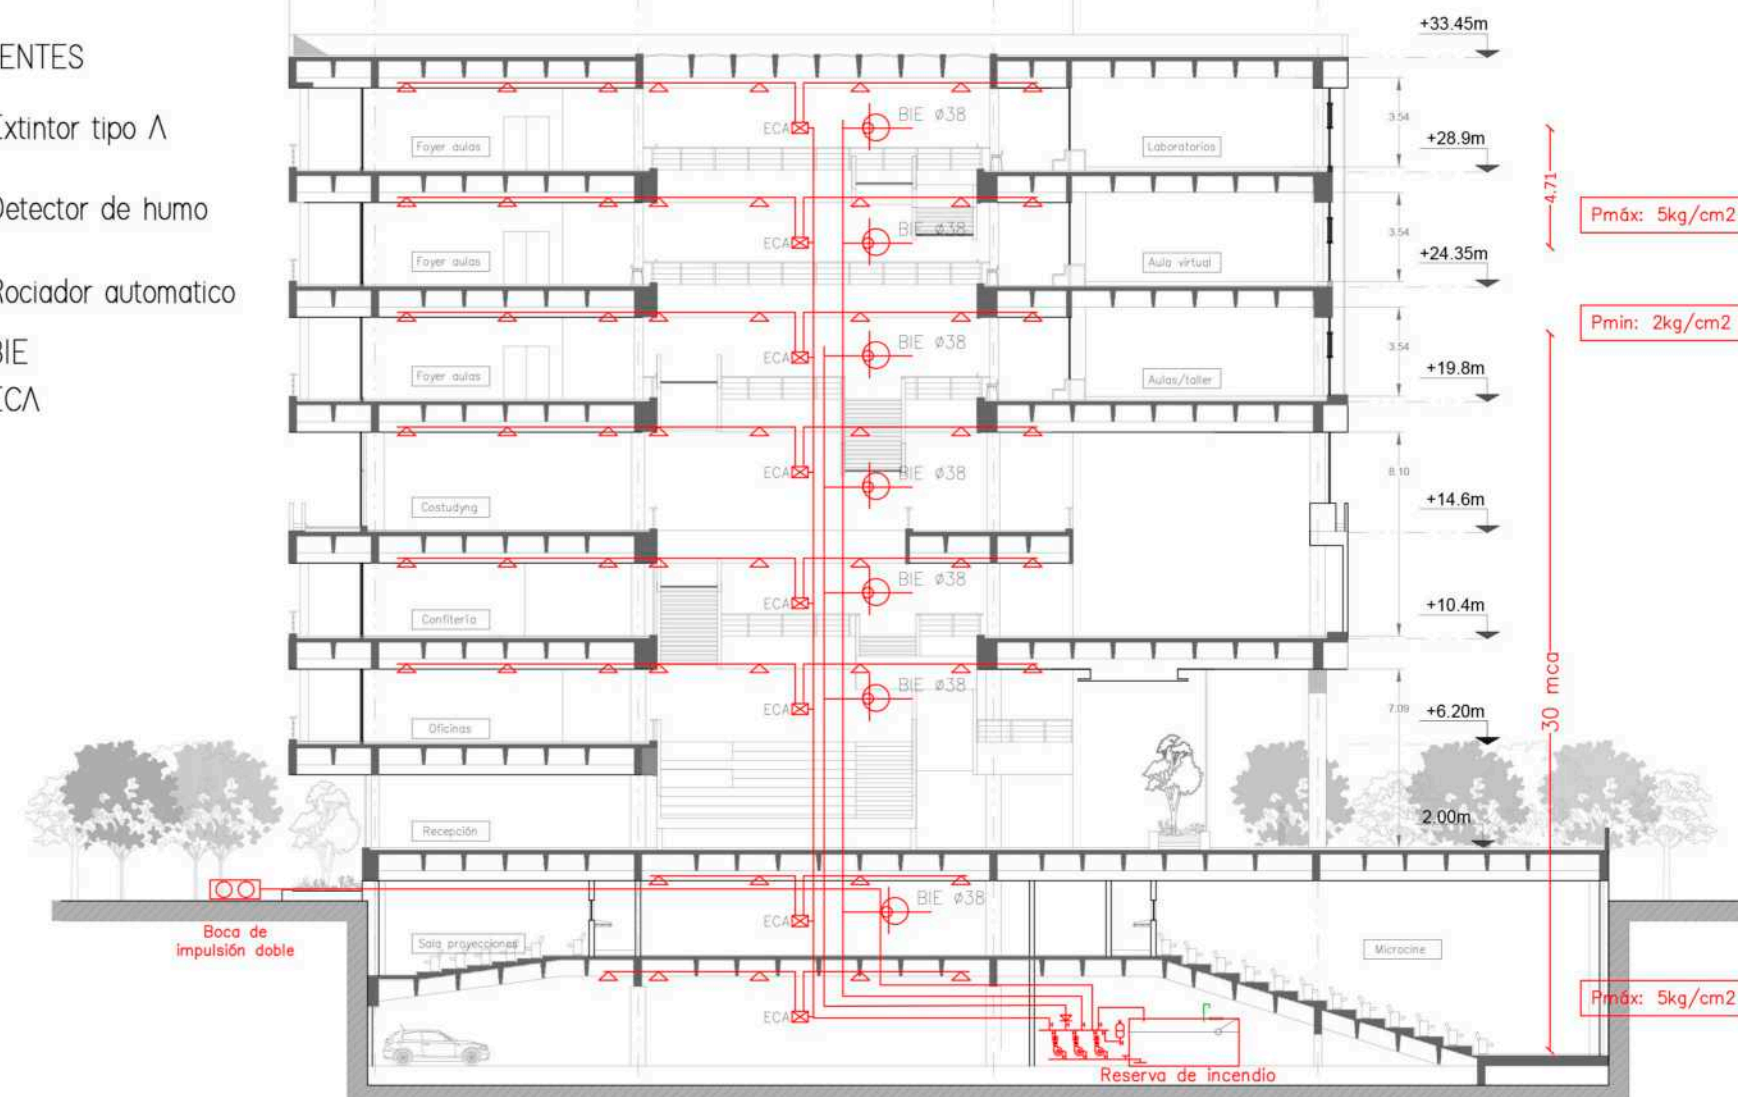 ENTES
Extintor tipo A
Detector de humo
Rociador automatico
BIE
ECA
+33.45m
ECA
BIE ø38
Foyer aulas
Laboratorios
3.54
+28.9m
4.71
Pmáx: 5kg/cm2
ECA
BIE ø38
Foyer aulas
Aula virtual
3.54
+24.35m
Pmin: 2kg/cm2
ECA
BIE ø38
Foyer aulas
Aulas/taller
3.54
+19.8m
ECA
BIE ø38
8.10
Costudyng
+14.6m
ECA
BIE ø38
Confitería
+10.4m
30 mca
ECA
BIE ø38
Oficinas
7.09
+6.20m
Recepción
2.00m
Boca de
impulsión doble
ECA
BIE ø38
Sala proyecciones
Microcine
Pmáx: 5kg/cm2
ECA
Reserva de incendio